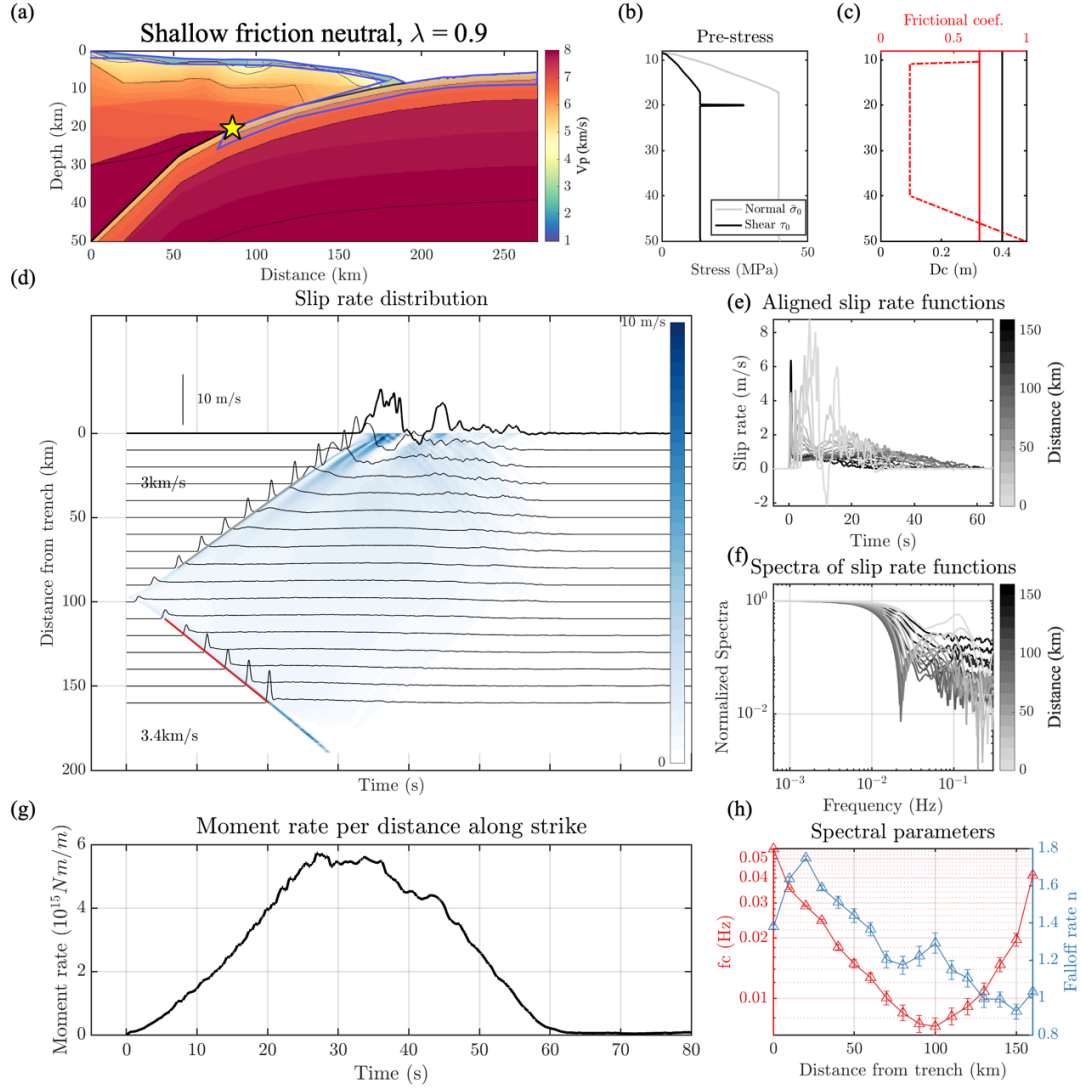 (a)
Shallow friction neutral, λ = 0.9
0
10
20
30
40
50
Depth (km)
0
50
100
150
200
250
Distance (km)
8
7
6
5
4
3
2
1
Vp (km/s)
(b)
Pre-stress
10
20
30
40
50
Normal σ̄₀
Shear τ₀
0
50
Stress (MPa)
(c)
Frictional coef.
0
0.5
1
10
20
30
40
50
0
0.2
0.4
Dc (m)
(d)
Slip rate distribution
10 m/s
10 m/s
0
50
100
150
200
Distance from trench (km)
3km/s
3.4km/s
0
Time (s)
(e)
Aligned slip rate functions
8
6
4
2
0
-2
Slip rate (m/s)
0
20
40
60
Time (s)
150
100
50
0
Distance (km)
(f)
Spectra of slip rate functions
10⁰
10⁻²
Normalized Spectra
10⁻³
10⁻²
10⁻¹
Frequency (Hz)
150
100
50
0
Distance (km)
(g)
Moment rate per distance along strike
6
4
2
0
Moment rate (10¹⁵Nm/m)
0
10
20
30
40
50
60
70
80
Time (s)
(h)
Spectral parameters
0.05
0.04
0.03
0.02
0.01
fc (Hz)
1.8
1.6
1.4
1.2
1
0.8
Falloff rate n
0
50
100
150
Distance from trench (km)